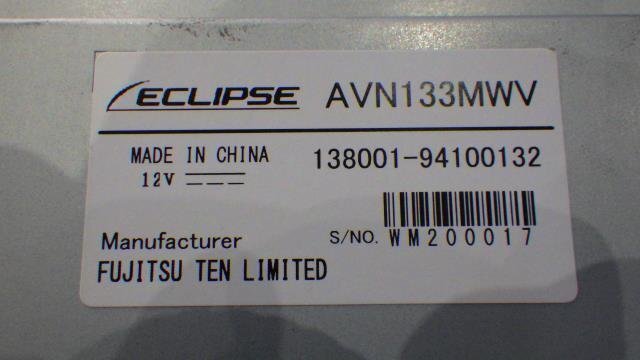 ECLIPSE AVN133MWV
MADE IN CHINA 138001-94100132
12V
S/NO. WM200017
Manufacturer
FUJITSU TEN LIMITED